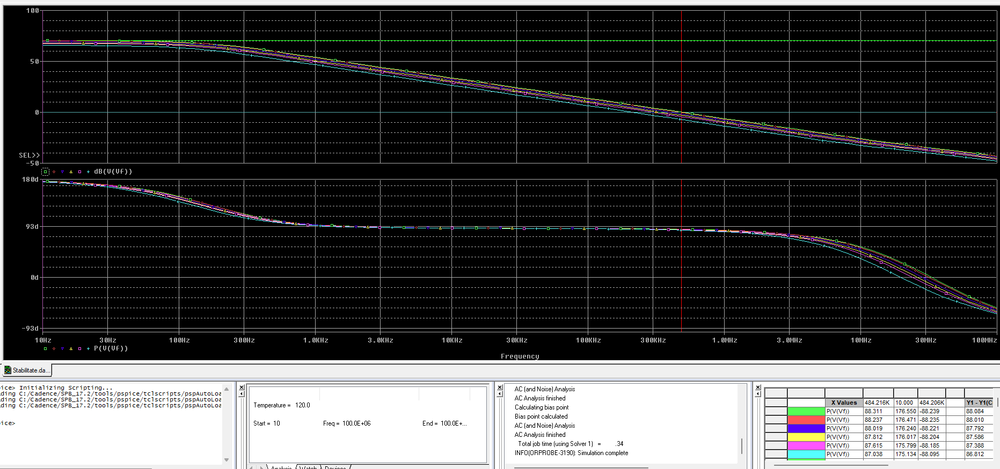 100
50
0
SEL>>
-50
dB(V(Vf))
180d
93d
0d
-93d
10Hz 30Hz 100Hz 300Hz 1.0KHz 3.0KHz 10KHz 30KHz 100KHz 300KHz 1.0MHz 3.0MHz 10MHz 30MHz 100MHz
P(V(Vf))
Frequency
Stabilitate.da...
ice> Initializing Scripting...
ding C:/Cadence/SPB_17.2/tools/pspice/tclscripts/pspAutoLoa
ding C:/Cadence/SPB_17.2/tools/pspice/tclscripts/pspAutoLoa
ding C:/Cadence/SPB_17.2/tools/pspice/tclscripts/pspAutoLoa
ice>
Temperature = 120.0
Start = 10 Freq = 100.0E+06 End = 100.0E+...
Analysis Watch Devices
AC (and Noise) Analysis
AC Analysis finished
Calculating bias point
Bias point calculated
AC (and Noise) Analysis
AC Analysis finished
Total job time (using Solver 1) = .34
INFO(ORPROBE-3190): Simulation complete
X Values 484.216K 10.000 484.206K Y1 - Y1(C
P(V(Vf)) 88.311 176.550 -88.239 88.084
P(V(Vf)) 88.237 176.471 -88.235 88.010
P(V(Vf)) 88.019 176.240 -88.221 87.792
P(V(Vf)) 87.812 176.017 -88.204 87.586
P(V(Vf)) 87.615 175.799 -88.185 87.388
P(V(Vf)) 87.038 175.134 -88.095 86.812